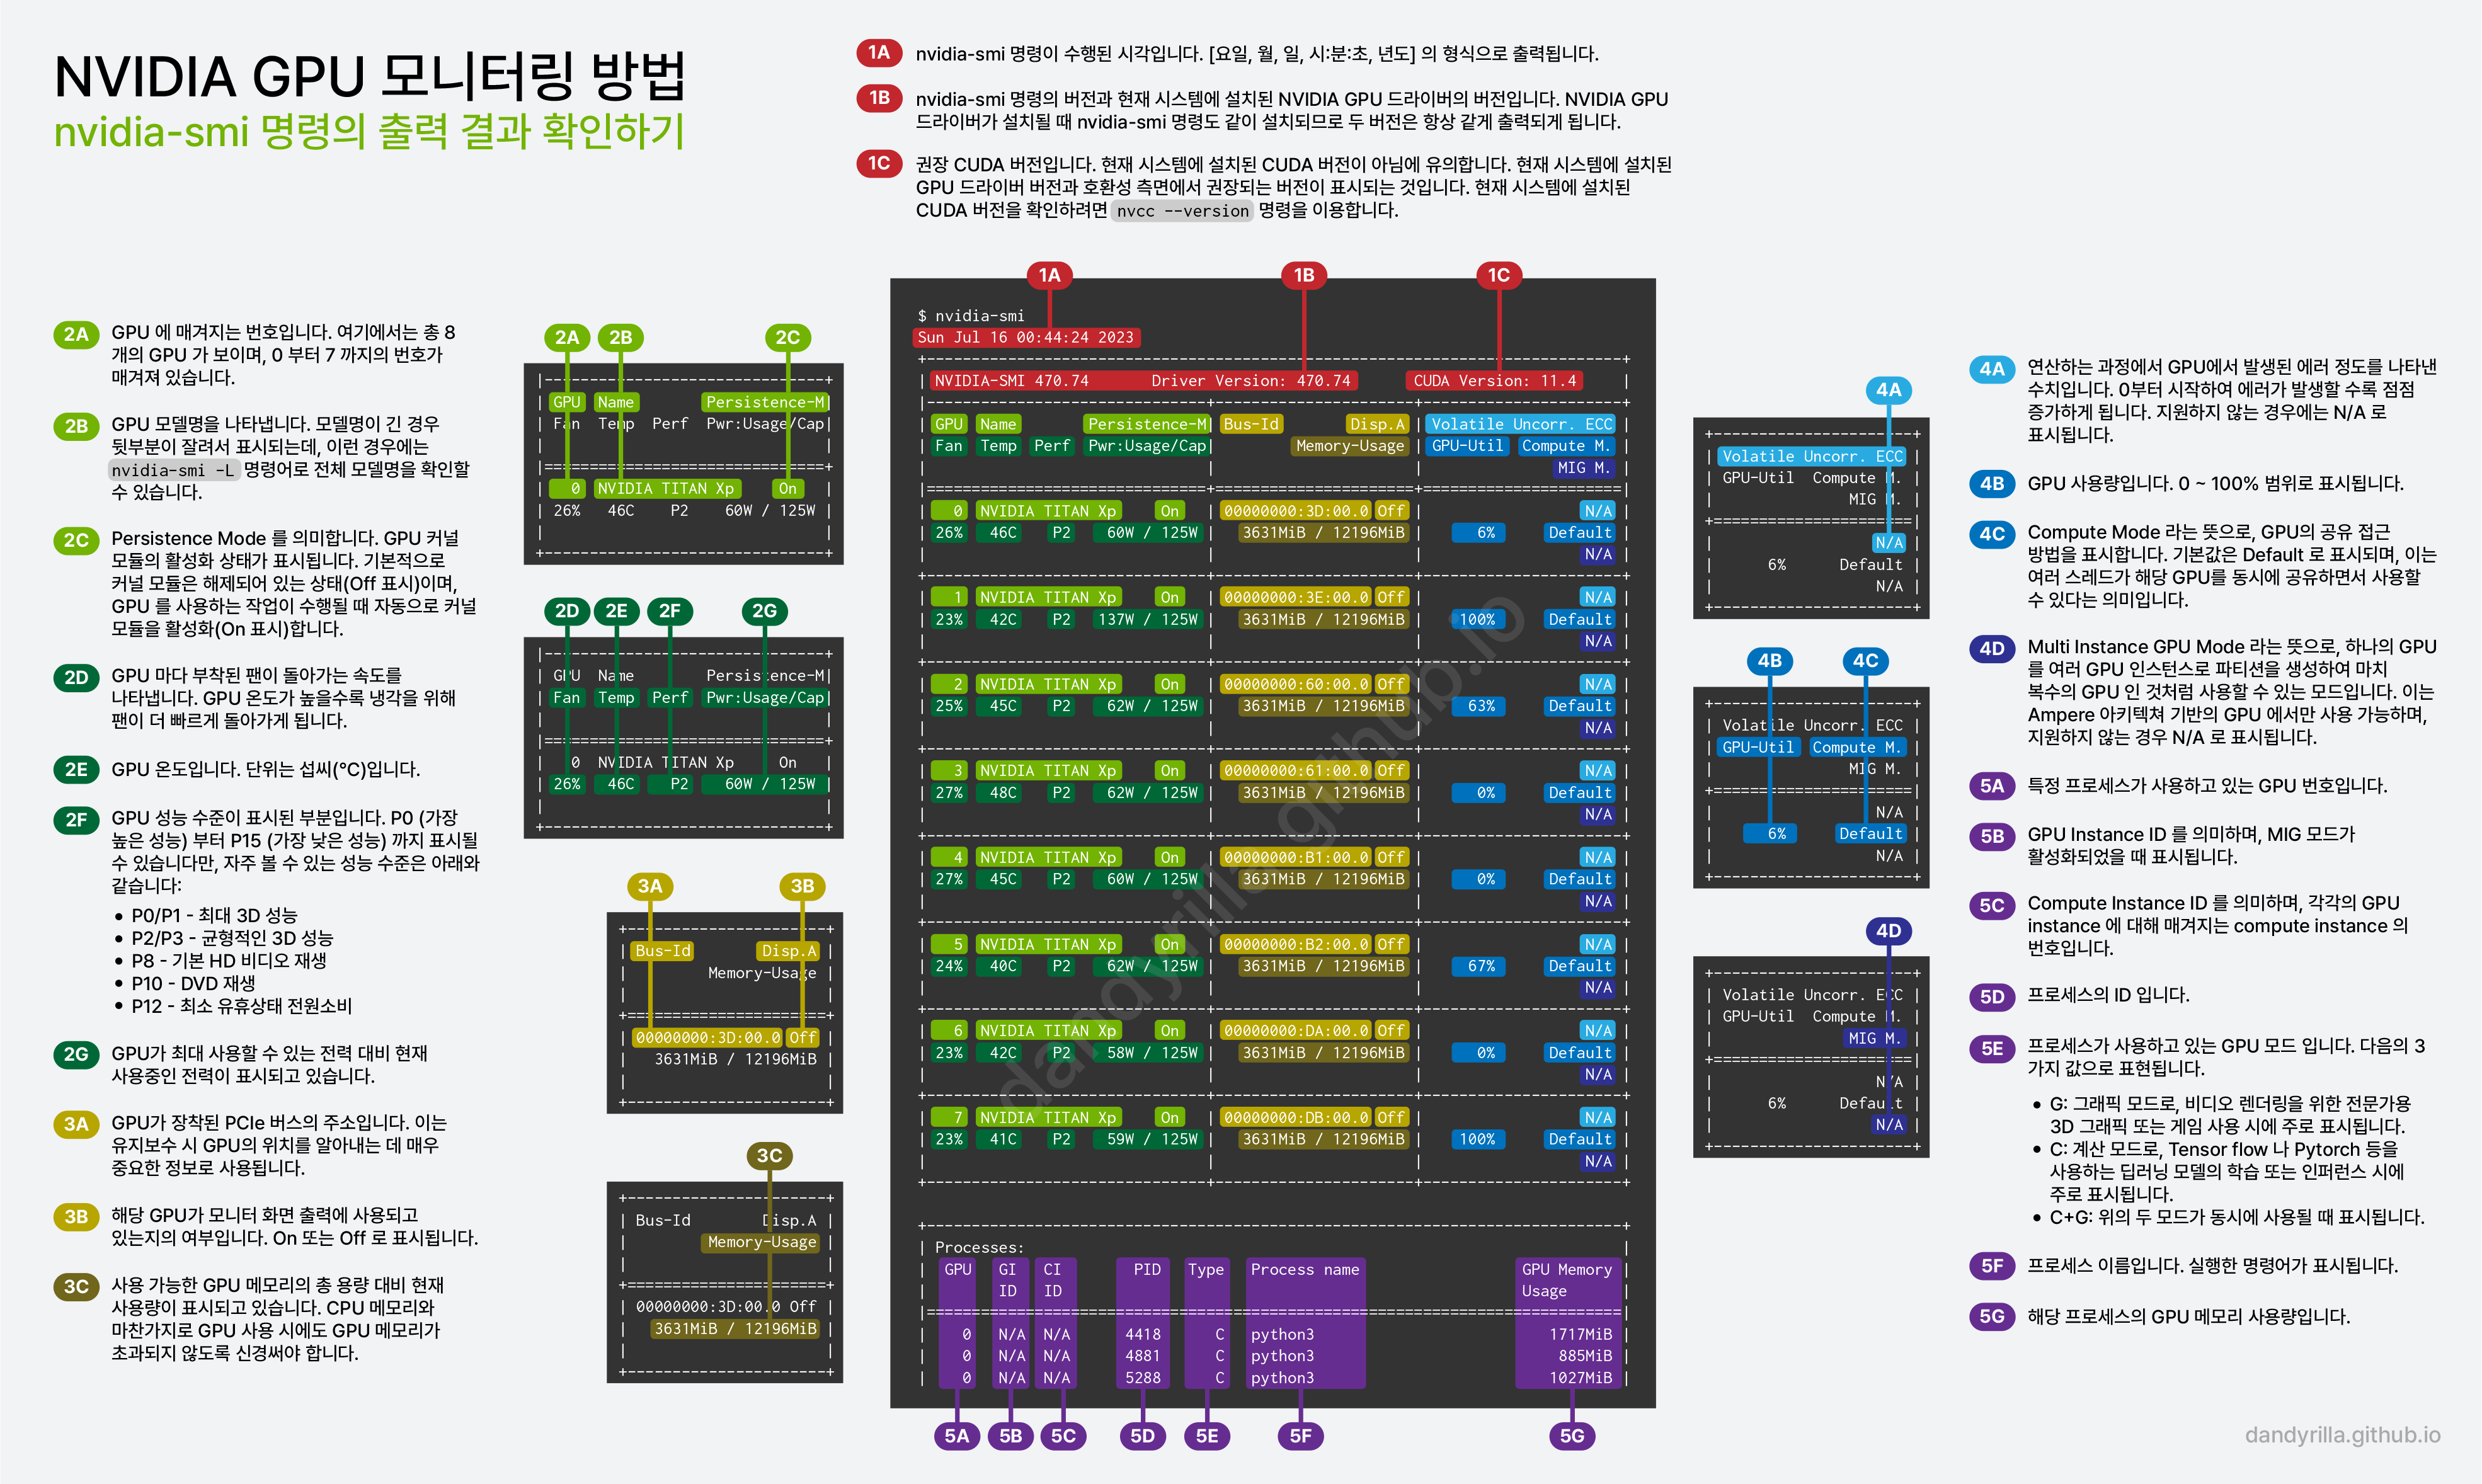 NVIDIA GPU 모니터링 방법
nvidia-smi 명령의 출력 결과 확인하기
1A nvidia-smi 명령이 수행된 시각입니다. [요일, 월, 일, 시:분:초, 년도] 의 형식으로 출력됩니다.
1B nvidia-smi 명령의 버전과 현재 시스템에 설치된 NVIDIA GPU 드라이버의 버전입니다. NVIDIA GPU
드라이버가 설치될 때 nvidia-smi 명령도 같이 설치되므로 두 버전은 항상 같게 출력되게 됩니다.
1C 권장 CUDA 버전입니다. 현재 시스템에 설치된 CUDA 버전이 아님에 유의합니다. 현재 시스템에 설치된
GPU 드라이버 버전과 호환성 측면에서 권장되는 버전이 표시되는 것입니다. 현재 시스템에 설치된
CUDA 버전을 확인하려면 nvcc --version 명령을 이용합니다.
2A GPU 에 매겨지는 번호입니다. 여기에서는 총 8
개의 GPU 가 보이며, 0 부터 7 까지의 번호가
매겨져 있습니다.
2B GPU 모델명을 나타냅니다. 모델명이 긴 경우
뒷부분이 잘려서 표시되는데, 이런 경우에는
nvidia-smi -L 명령어로 전체 모델명을 확인할
수 있습니다.
2C Persistence Mode 를 의미합니다. GPU 커널
모듈의 활성화 상태가 표시됩니다. 기본적으로
커널 모듈은 해제되어 있는 상태(Off 표시)이며,
GPU 를 사용하는 작업이 수행될 때 자동으로 커널
모듈을 활성화(On 표시)합니다.
2D GPU 마다 부착된 팬이 돌아가는 속도를
나타냅니다. GPU 온도가 높을수록 냉각을 위해
팬이 더 빠르게 돌아가게 됩니다.
2E GPU 온도입니다. 단위는 섭씨(°C)입니다.
2F GPU 성능 수준이 표시된 부분입니다. P0 (가장
높은 성능) 부터 P15 (가장 낮은 성능) 까지 표시될
수 있습니다만, 자주 볼 수 있는 성능 수준은 아래와
같습니다:
• P0/P1 - 최대 3D 성능
• P2/P3 - 균형적인 3D 성능
• P8 - 기본 HD 비디오 재생
• P10 - DVD 재생
• P12 - 최소 유휴상태 전원소비
2G GPU가 최대 사용할 수 있는 전력 대비 현재
사용중인 전력이 표시되고 있습니다.
3A GPU가 장착된 PCIe 버스의 주소입니다. 이는
유지보수 시 GPU의 위치를 알아내는 데 매우
중요한 정보로 사용됩니다.
3B 해당 GPU가 모니터 화면 출력에 사용되고
있는지의 여부입니다. On 또는 Off 로 표시됩니다.
3C 사용 가능한 GPU 메모리의 총 용량 대비 현재
사용량이 표시되고 있습니다. CPU 메모리와
마찬가지로 GPU 사용 시에도 GPU 메모리가
초과되지 않도록 신경써야 합니다.
2A 2B 2C
GPU Name Persistence-M
Fan Temp Perf Pwr:Usage/Cap
0 NVIDIA TITAN Xp On
26% 46C P2 60W / 125W
2D 2E 2F 2G
GPU Name Persistence-M
Fan Temp Perf Pwr:Usage/Cap
0 NVIDIA TITAN Xp On
26% 46C P2 60W / 125W
3A 3B
Bus-Id Disp.A
Memory-Usage
00000000:3D:00.0 Off
3631MiB / 12196MiB
3C
Bus-Id Disp.A
Memory-Usage
00000000:3D:00.0 Off
3631MiB / 12196MiB
1A 1B 1C
$ nvidia-smi
Sun Jul 16 00:44:24 2023
NVIDIA-SMI 470.74 Driver Version: 470.74 CUDA Version: 11.4
GPU Name Persistence-M| Bus-Id Disp.A | Volatile Uncorr. ECC
Fan Temp Perf Pwr:Usage/Cap| Memory-Usage | GPU-Util Compute M.
MIG M.
0 NVIDIA TITAN Xp On | 00000000:3D:00.0 Off | N/A
26% 46C P2 60W / 125W | 3631MiB / 12196MiB | 6% Default
N/A
1 NVIDIA TITAN Xp On | 00000000:3E:00.0 Off | N/A
23% 42C P2 137W / 125W | 3631MiB / 12196MiB | 100% Default
N/A
2 NVIDIA TITAN Xp On | 00000000:60:00.0 Off | N/A
25% 45C P2 62W / 125W | 3631MiB / 12196MiB | 63% Default
N/A
3 NVIDIA TITAN Xp On | 00000000:61:00.0 Off | N/A
27% 48C P2 62W / 125W | 3631MiB / 12196MiB | 0% Default
N/A
4 NVIDIA TITAN Xp On | 00000000:B1:00.0 Off | N/A
27% 45C P2 60W / 125W | 3631MiB / 12196MiB | 0% Default
N/A
5 NVIDIA TITAN Xp On | 00000000:B2:00.0 Off | N/A
24% 40C P2 62W / 125W | 3631MiB / 12196MiB | 67% Default
N/A
6 NVIDIA TITAN Xp On | 00000000:DA:00.0 Off | N/A
23% 42C P2 58W / 125W | 3631MiB / 12196MiB | 0% Default
N/A
7 NVIDIA TITAN Xp On | 00000000:DB:00.0 Off | N/A
23% 41C P2 59W / 125W | 3631MiB / 12196MiB | 100% Default
N/A
Processes:
GPU GI CI PID Type Process name GPU Memory
ID ID Usage
0 N/A N/A 4418 C python3 1717MiB
0 N/A N/A 4881 C python3 885MiB
0 N/A N/A 5288 C python3 1027MiB
5A 5B 5C 5D 5E 5F 5G
dandyrilla.github.io
4A
Volatile Uncorr. ECC
GPU-Util Compute M.
MIG M.
N/A
6% Default
N/A
4B 4C
Volatile Uncorr. ECC
GPU-Util Compute M.
MIG M.
N/A
6% Default
N/A
4D
Volatile Uncorr. ECC
GPU-Util Compute M.
MIG M.
N/A
6% Default
N/A
4A 연산하는 과정에서 GPU에서 발생된 에러 정도를 나타낸
수치입니다. 0부터 시작하여 에러가 발생할 수록 점점
증가하게 됩니다. 지원하지 않는 경우에는 N/A 로
표시됩니다.
4B GPU 사용량입니다. 0 ~ 100% 범위로 표시됩니다.
4C Compute Mode 라는 뜻으로, GPU의 공유 접근
방법을 표시합니다. 기본값은 Default 로 표시되며, 이는
여러 스레드가 해당 GPU를 동시에 공유하면서 사용할
수 있다는 의미입니다.
4D Multi Instance GPU Mode 라는 뜻으로, 하나의 GPU
를 여러 GPU 인스턴스로 파티션을 생성하여 마치
복수의 GPU 인 것처럼 사용할 수 있는 모드입니다. 이는
Ampere 아키텍쳐 기반의 GPU 에서만 사용 가능하며,
지원하지 않는 경우 N/A 로 표시됩니다.
5A 특정 프로세스가 사용하고 있는 GPU 번호입니다.
5B GPU Instance ID 를 의미하며, MIG 모드가
활성화되었을 때 표시됩니다.
5C Compute Instance ID 를 의미하며, 각각의 GPU
instance 에 대해 매겨지는 compute instance 의
번호입니다.
5D 프로세스의 ID 입니다.
5E 프로세스가 사용하고 있는 GPU 모드 입니다. 다음의 3
가지 값으로 표현됩니다.
• G: 그래픽 모드로, 비디오 렌더링을 위한 전문가용
3D 그래픽 또는 게임 사용 시에 주로 표시됩니다.
• C: 계산 모드로, Tensor flow 나 Pytorch 등을
사용하는 딥러닝 모델의 학습 또는 인퍼런스 시에
주로 표시됩니다.
• C+G: 위의 두 모드가 동시에 사용될 때 표시됩니다.
5F 프로세스 이름입니다. 실행한 명령어가 표시됩니다.
5G 해당 프로세스의 GPU 메모리 사용량입니다.
dandyrilla.github.io